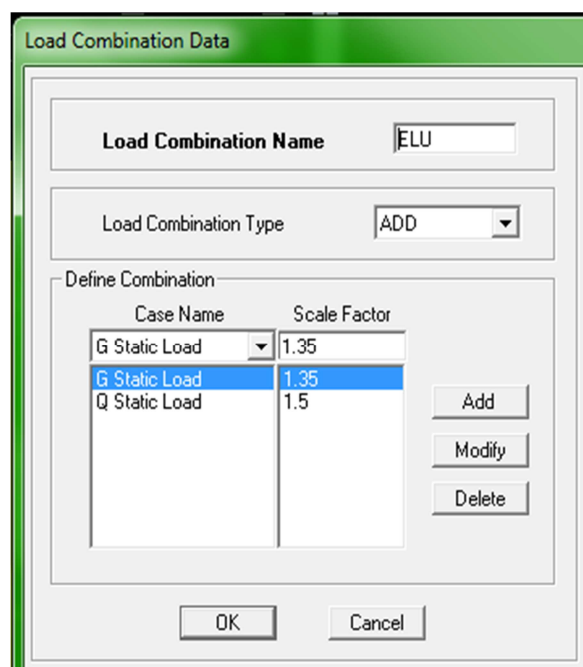 Load Combination Data
Load Combination Name ELU
Load Combination Type ADD
Define Combination
Case Name Scale Factor
G Static Load 1.35
G Static Load 1.35
Q Static Load 1.5
Add
Modify
Delete
OK Cancel